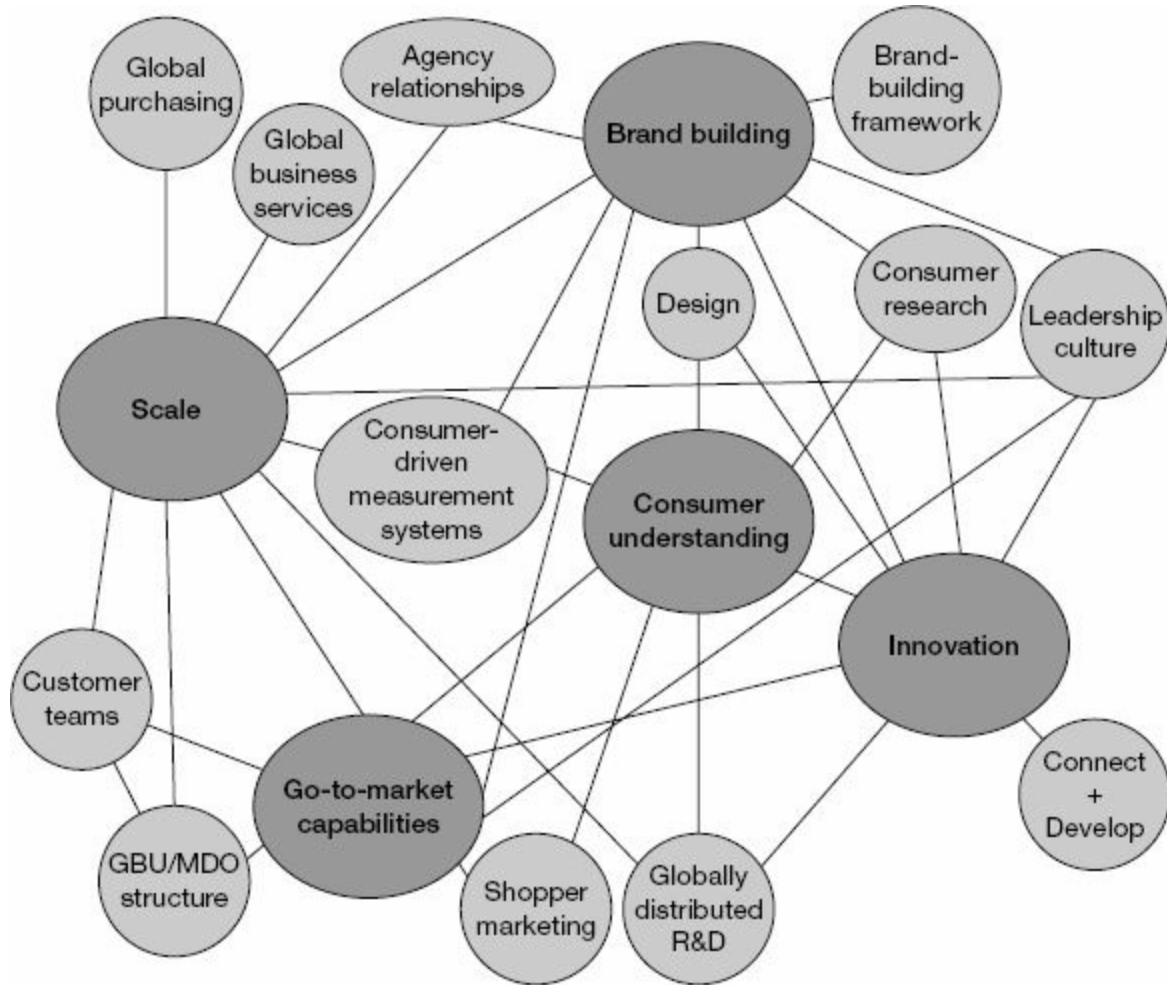 Global
purchasing
Agency
relationships
Brand-
building
framework
Brand building
Global
business
services
Design
Consumer
research
Leadership
culture
Scale
Consumer-
driven
measurement
systems
Consumer
understanding
Innovation
Customer
teams
Go-to-market
capabilities
Connect
+
Develop
GBU/MDO
structure
Shopper
marketing
Globally
distributed
R&D